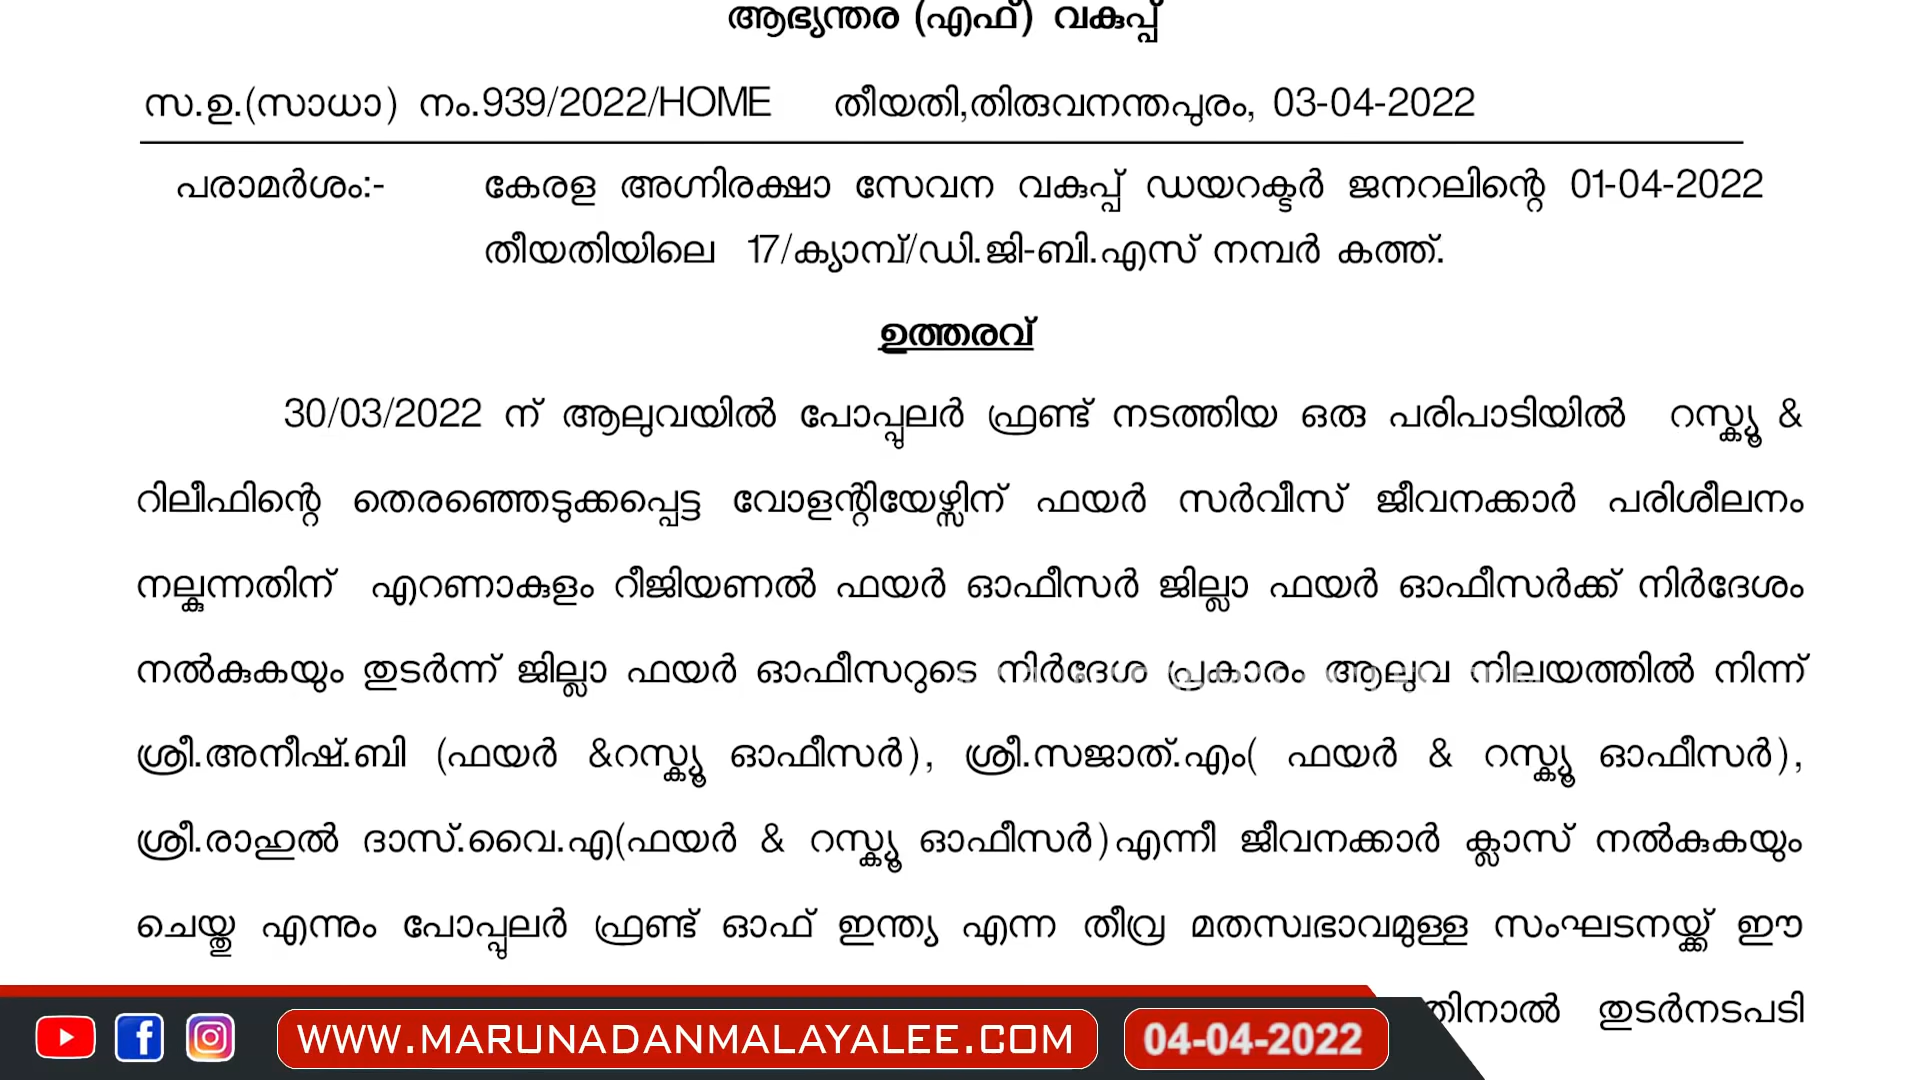 ആഭ്യന്തര (എഫ്) വകുപ്പ്
സ.ഉ.(സാധാ) നം.939/2022/HOME തീയതി,തിരുവനന്തപുരം, 03-04-2022
പരാമർശം:- കേരള അഗ്നിരക്ഷാ സേവന വകുപ്പ് ഡയറക്ടർ ജനറലിന്റെ 01-04-2022
തീയതിയിലെ 17/ക്യാമ്പ്/ഡി.ജി-ബി.എസ് നമ്പർ കത്ത്.
ഉത്തരവ്
30/03/2022 ന് ആലുവയിൽ പോപ്പുലർ ഫ്രണ്ട് നടത്തിയ ഒരു പരിപാടിയിൽ റസ്ക്യൂ &
റിലീഫിന്റെ തെരഞ്ഞെടുക്കപ്പെട്ട വോളന്റിയേഴ്സിന് ഫയർ സർവീസ് ജീവനക്കാർ പരിശീലനം
നല്കുന്നതിന് എറണാകുളം റീജിയണൽ ഫയർ ഓഫീസർ ജില്ലാ ഫയർ ഓഫീസർക്ക് നിർദേശം
നൽകുകയും തുടർന്ന് ജില്ലാ ഫയർ ഓഫീസറുടെ നിർദേശ പ്രകാരം ആലുവ നിലയത്തിൽ നിന്ന്
ശ്രീ.അനീഷ്.ബി (ഫയർ &റസ്ക്യൂ ഓഫീസർ), ശ്രീ.സജാത്.എം( ഫയർ & റസ്ക്യൂ ഓഫീസർ),
ശ്രീ.രാഹുൽ ദാസ്.വൈ.എ(ഫയർ & റസ്ക്യൂ ഓഫീസർ)എന്നീ ജീവനക്കാർ ക്ലാസ് നൽകുകയും
ചെയ്തു എന്നും പോപ്പുലർ ഫ്രണ്ട് ഓഫ് ഇന്ത്യ എന്ന തീവ്ര മതസ്വഭാവമുള്ള സംഘടനയ്ക്ക് ഈ
തിനാൽ തുടർനടപടി
WWW.MARUNADANMALAYALEE.COM 04-04-2022